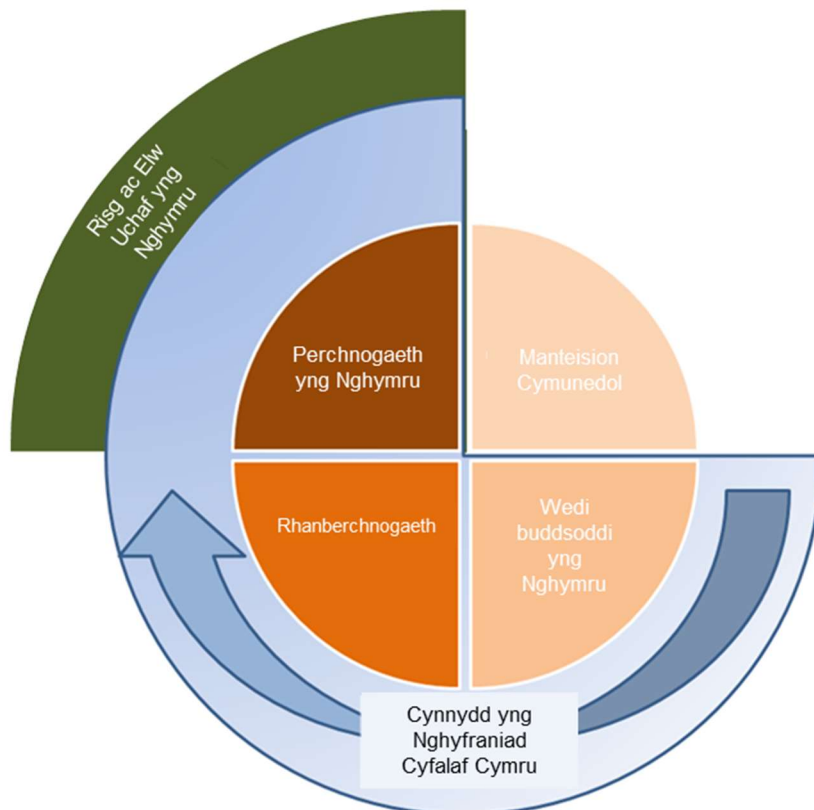 Risg ac Elw
Uchaf yng
Nghymru
Perchnogaeth
yng Nghymru
Manteision
Cymunedol
Rhanberchnogaeth
Wedi
buddsoddi
yng
Nghymru
Cynnydd yng
Nghyfraniad
Cyfalaf Cymru